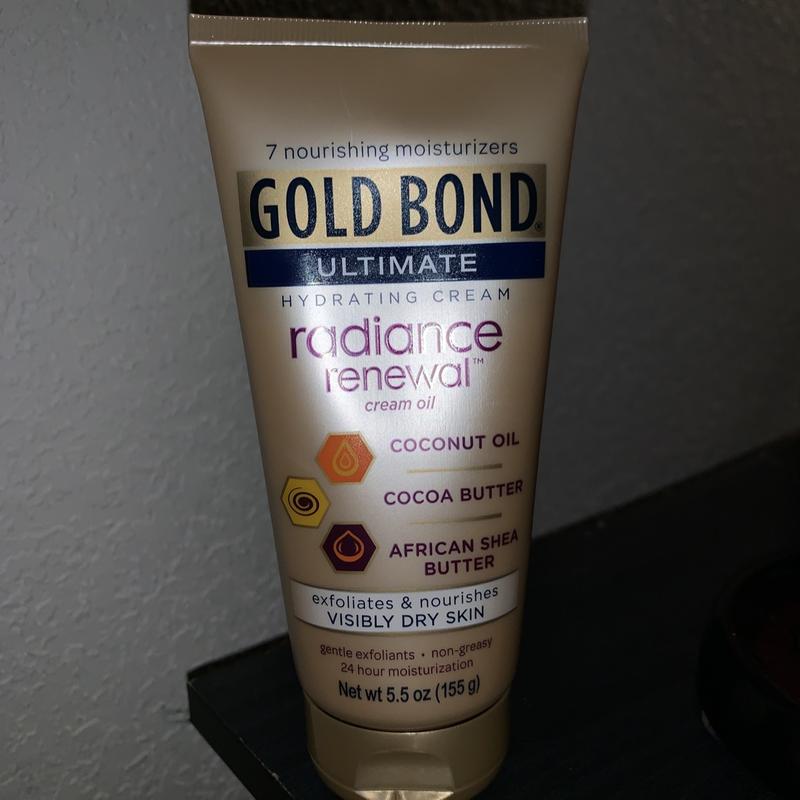 7 nourishing moisturizers
GOLD BOND®
ULTIMATE
HYDRATING CREAM
radiance
renewal™
cream oil
COCONUT OIL
COCOA BUTTER
AFRICAN SHEA
BUTTER
exfoliates & nourishes
VISIBLY DRY SKIN
gentle exfoliants • non-greasy
24 hour moisturization
Net wt 5.5 oz (155 g)